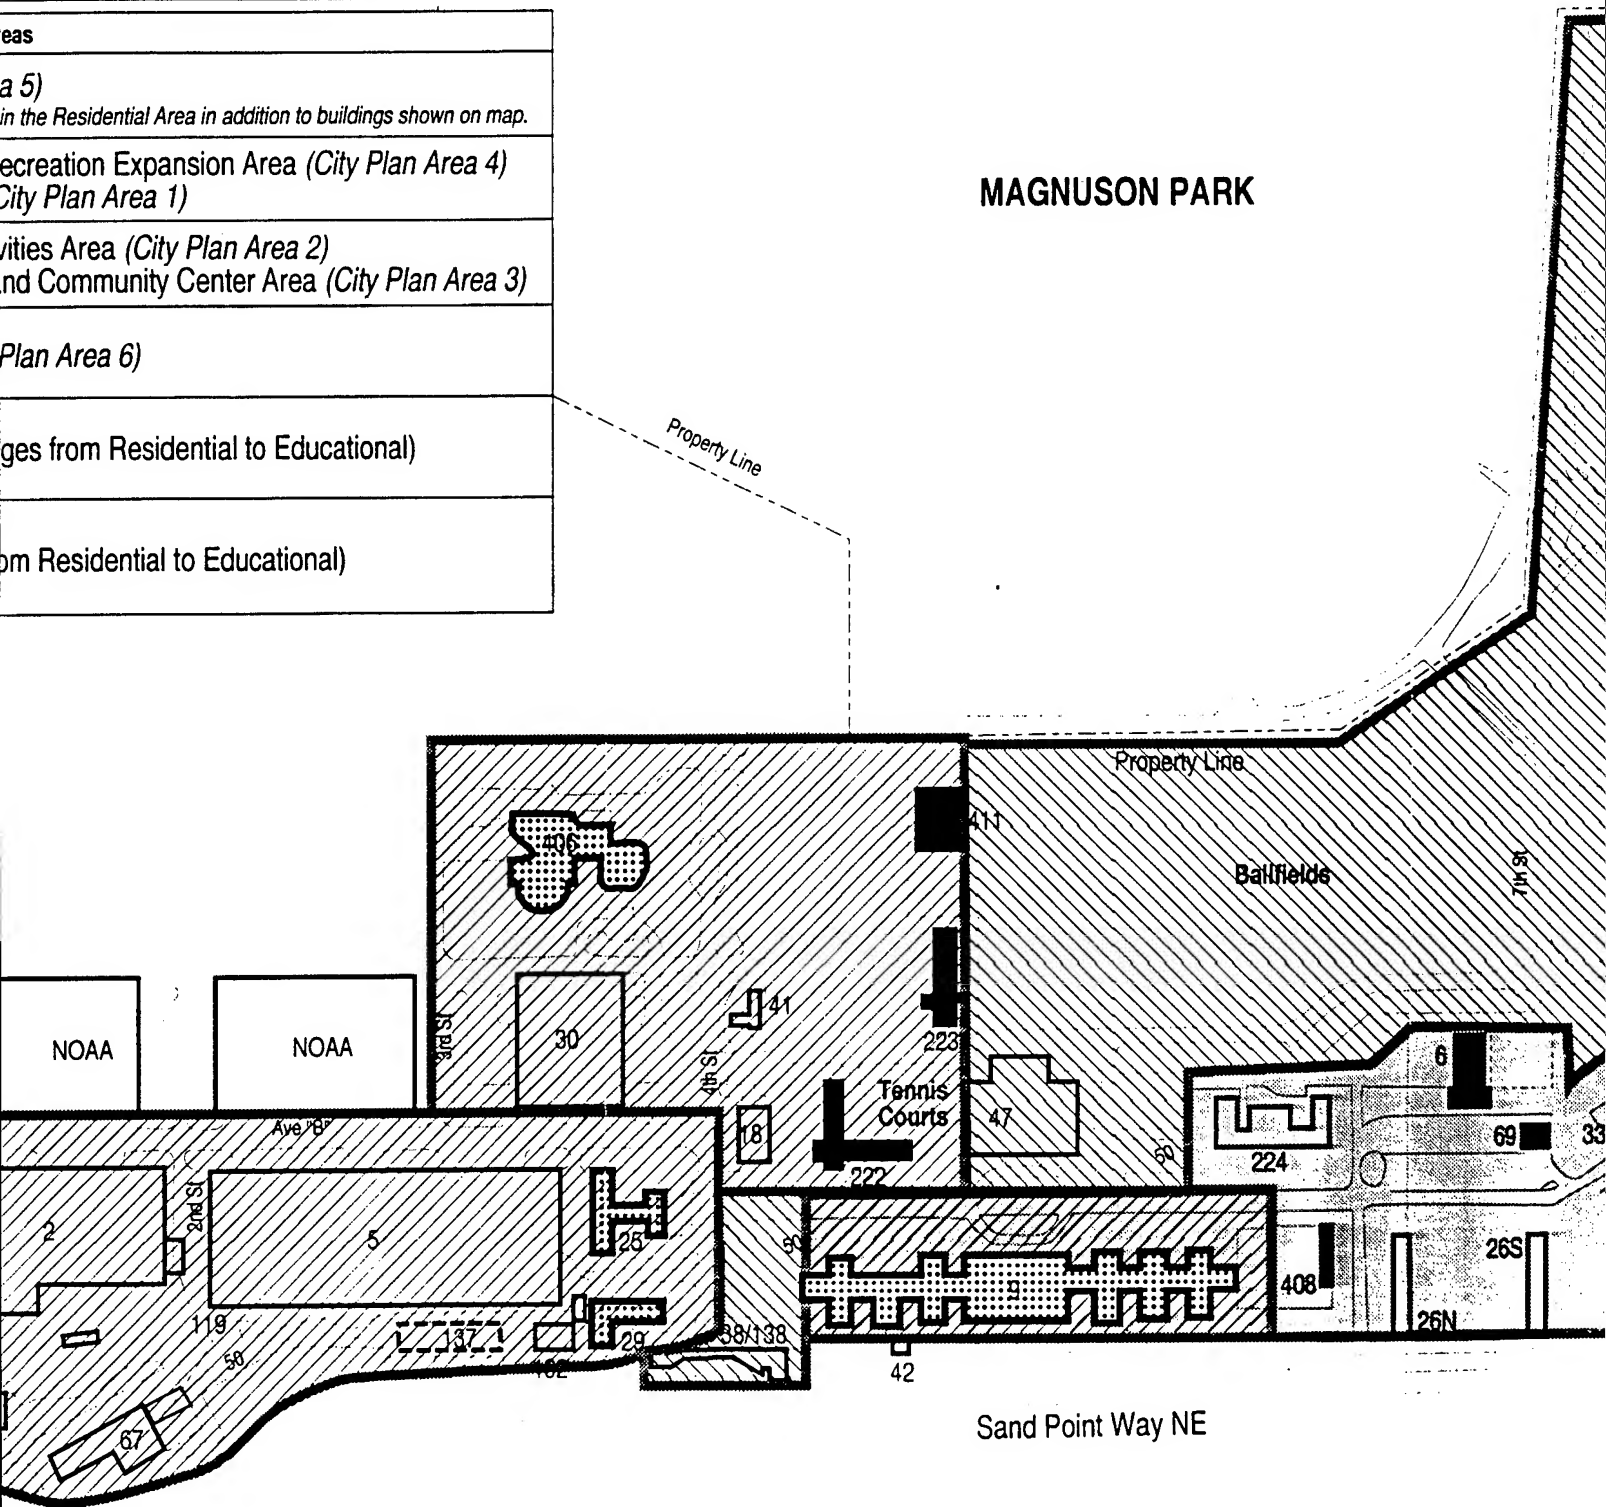 eas
a 5)
in the Residential Area in addition to buildings shown on map.
ecreation Expansion Area (City Plan Area 4)
City Plan Area 1)
vities Area (City Plan Area 2)
nd Community Center Area (City Plan Area 3)
Plan Area 6)
ges from Residential to Educational)
om Residential to Educational)
MAGNUSON PARK
Property Line
Property Line
406
411
Ballfields
7th St
NOAA
NOAA
3rd St
30
41
4th St
223
Tennis
Courts
18
222
47
50
6
69
33
224
Ave "B"
2
2nd St
5
25
50
9
408
26N
26S
119
137
29
38/138
42
50
67
Sand Point Way NE